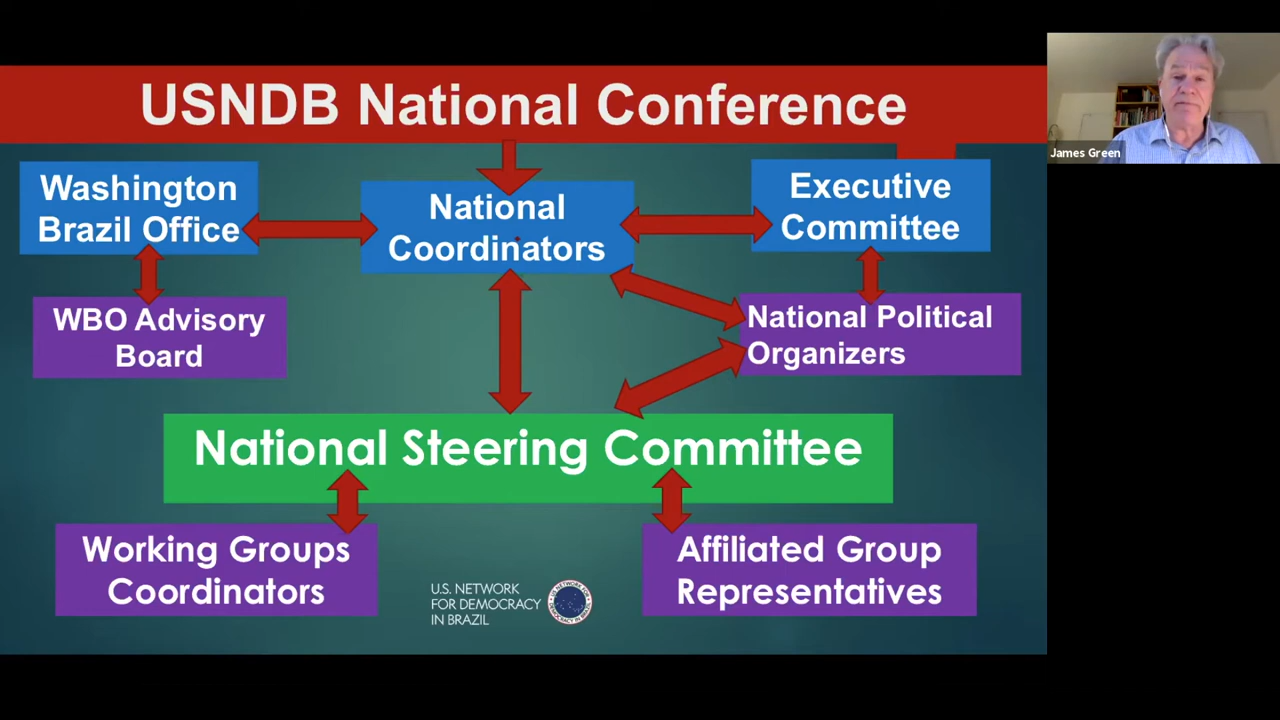 USNDB National Conference
James Green
Washington
Brazil Office
National
Coordinators
Executive
Committee
WBO Advisory
Board
National Political
Organizers
National Steering Committee
Working Groups
Coordinators
U.S. NETWORK
FOR DEMOCRACY
IN BRAZIL
Affiliated Group
Representatives